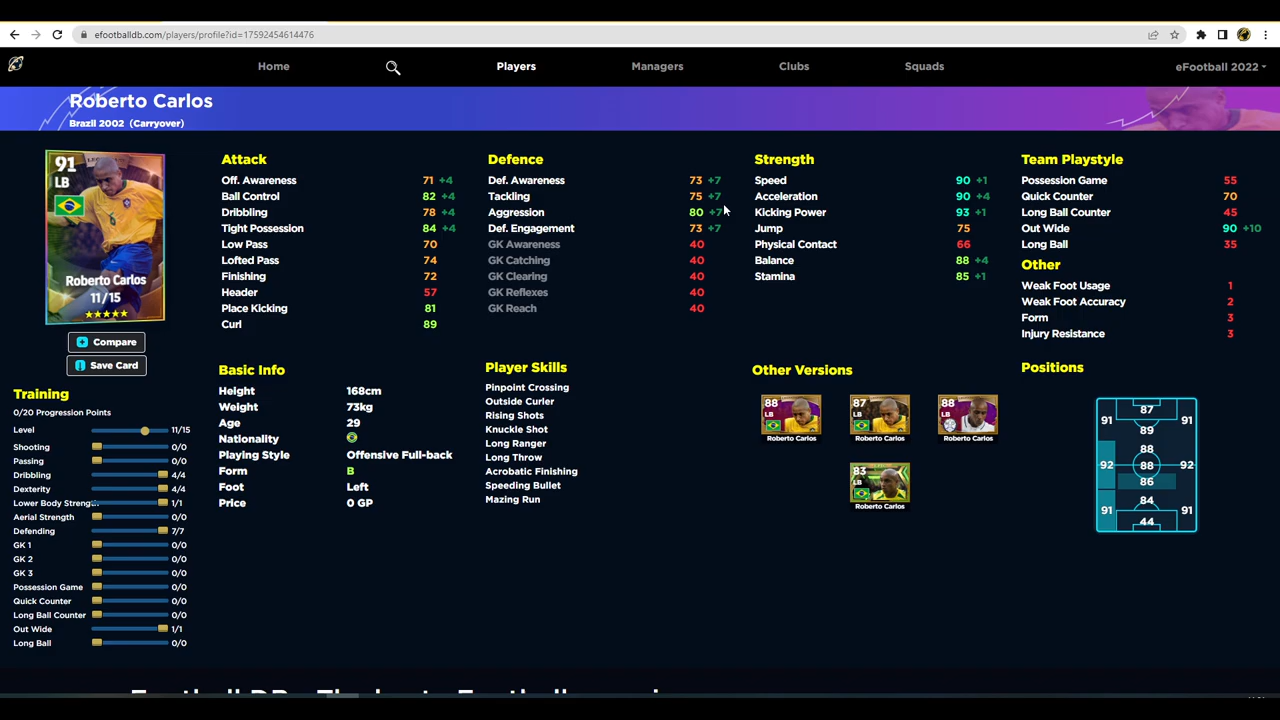 efootballdb.com/players/profile?id=17592454614476
Home
Players
Managers
Clubs
Squads
eFootball 2022
Roberto Carlos
Brazil 2002 (Carryover)
91
LB
Roberto Carlos
11/15
Compare
Save Card
Training
0/20 Progression Points
Level 11/15
Shooting 0/0
Passing 0/0
Dribbling 4/4
Dexterity 4/4
Lower Body Strength 1/1
Aerial Strength 0/0
Defending 7/7
GK 1 0/0
GK 2 0/0
GK 3 0/0
Possession Game 0/0
Quick Counter 0/0
Long Ball Counter 0/0
Out Wide 1/1
Long Ball 0/0
Attack
Off. Awareness 71 +4
Ball Control 82 +4
Dribbling 78 +4
Tight Possession 84 +4
Low Pass 70
Lofted Pass 74
Finishing 72
Header 57
Place Kicking 81
Curl 89
Defence
Def. Awareness 73 +7
Tackling 75 +7
Aggression 80 +7
Def. Engagement 73 +7
GK Awareness 40
GK Catching 40
GK Clearing 40
GK Reflexes 40
GK Reach 40
Strength
Speed 90 +1
Acceleration 90 +4
Kicking Power 93 +1
Jump 75
Physical Contact 66
Balance 88 +4
Stamina 85 +1
Team Playstyle
Possession Game 55
Quick Counter 70
Long Ball Counter 45
Out Wide 90 +10
Long Ball 35
Other
Weak Foot Usage 1
Weak Foot Accuracy 2
Form 3
Injury Resistance 3
Basic Info
Height 168cm
Weight 73kg
Age 29
Nationality
Playing Style Offensive Full-back
Form B
Foot Left
Price 0 GP
Player Skills
Pinpoint Crossing
Outside Curler
Rising Shots
Knuckle Shot
Long Ranger
Long Throw
Acrobatic Finishing
Speeding Bullet
Mazing Run
Other Versions
88
LB
Roberto Carlos
87
LB
Roberto Carlos
88
LB
Roberto Carlos
83
LB
Roberto Carlos
Positions
87
91 89 91
88
92 88 92
86
91 84 91
44